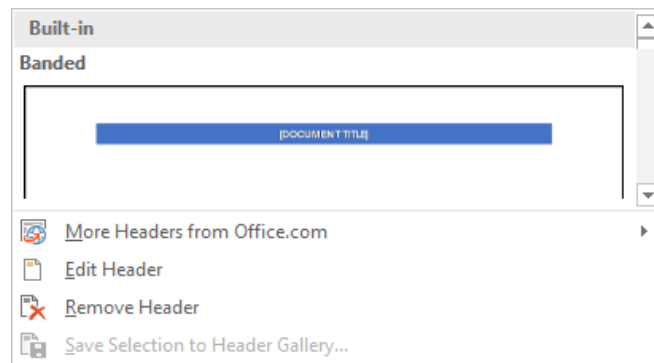 Built-in
Banded
[DOCUMENT TITLE]
More Headers from Office.com
Edit Header
Remove Header
Save Selection to Header Gallery...